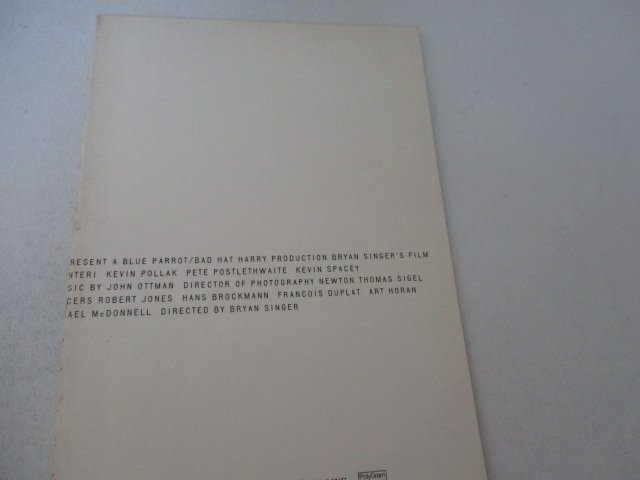 RESENT A BLUE PARROT/BAD HAT HARRY PRODUCTION BRYAN SINGER'S FILM
NTERI KEVIN POLLAK PETE POSTLETHWAITE KEVIN SPACEY
SIC BY JOHN OTTMAN DIRECTOR OF PHOTOGRAPHY NEWTON THOMAS SIGEL
CERS ROBERT JONES HANS BROCKMANN FRANCOIS DUPLAT ART HORAN
AEL McDONNELL DIRECTED BY BRYAN SINGER
PolyGram